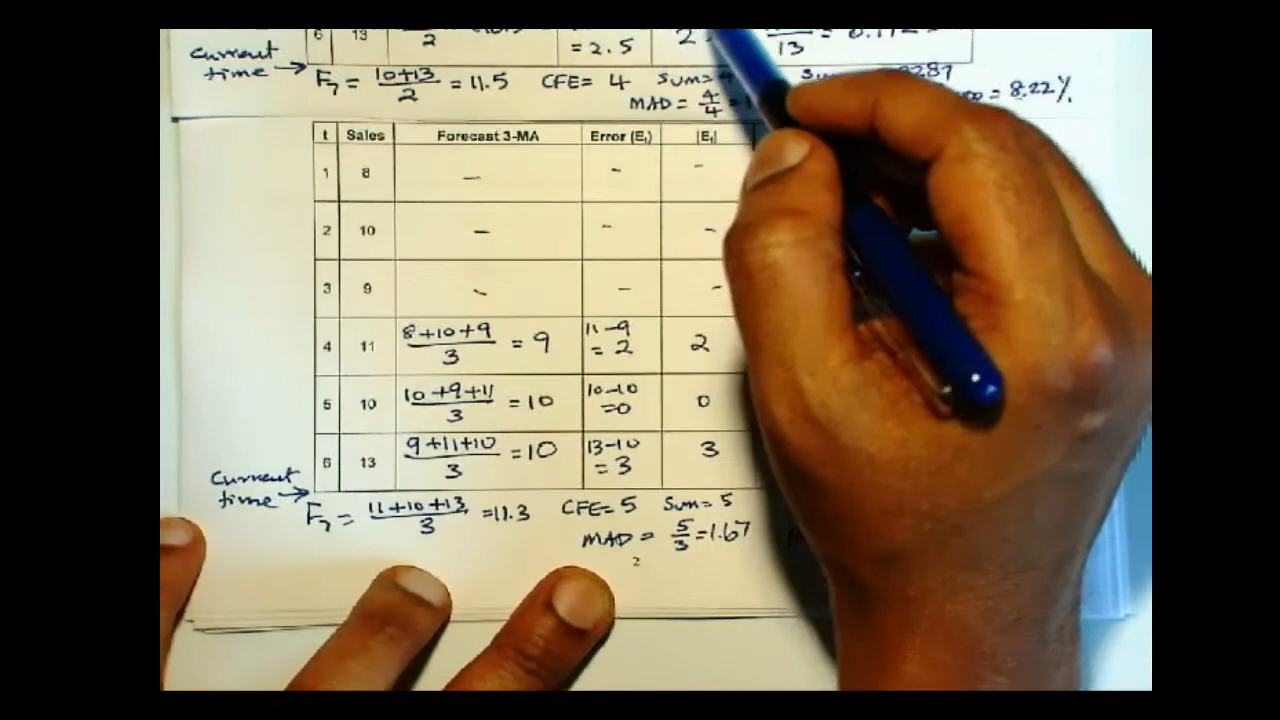 6 13 2 = 2.5 2 13 =
current
time → F₇ = (10+13)/2 = 11.5 CFE= 4 SUM=4
MAD = 4/4 = 1 = 8.22%
t Sales Forecast 3-MA Error (Eₜ) |Eₜ|
1 8 – – –
2 10 – – –
3 9 – – –
4 11 (8+10+9)/3 = 9 11-9 = 2 2
5 10 (10+9+11)/3 = 10 10-10 =0 0
6 13 (9+11+10)/3 = 10 13-10 = 3 3
Current
time → F₇ = (11+10+13)/3 = 11.3 CFE= 5 Sum= 5
MAD = 5/3 = 1.67
2